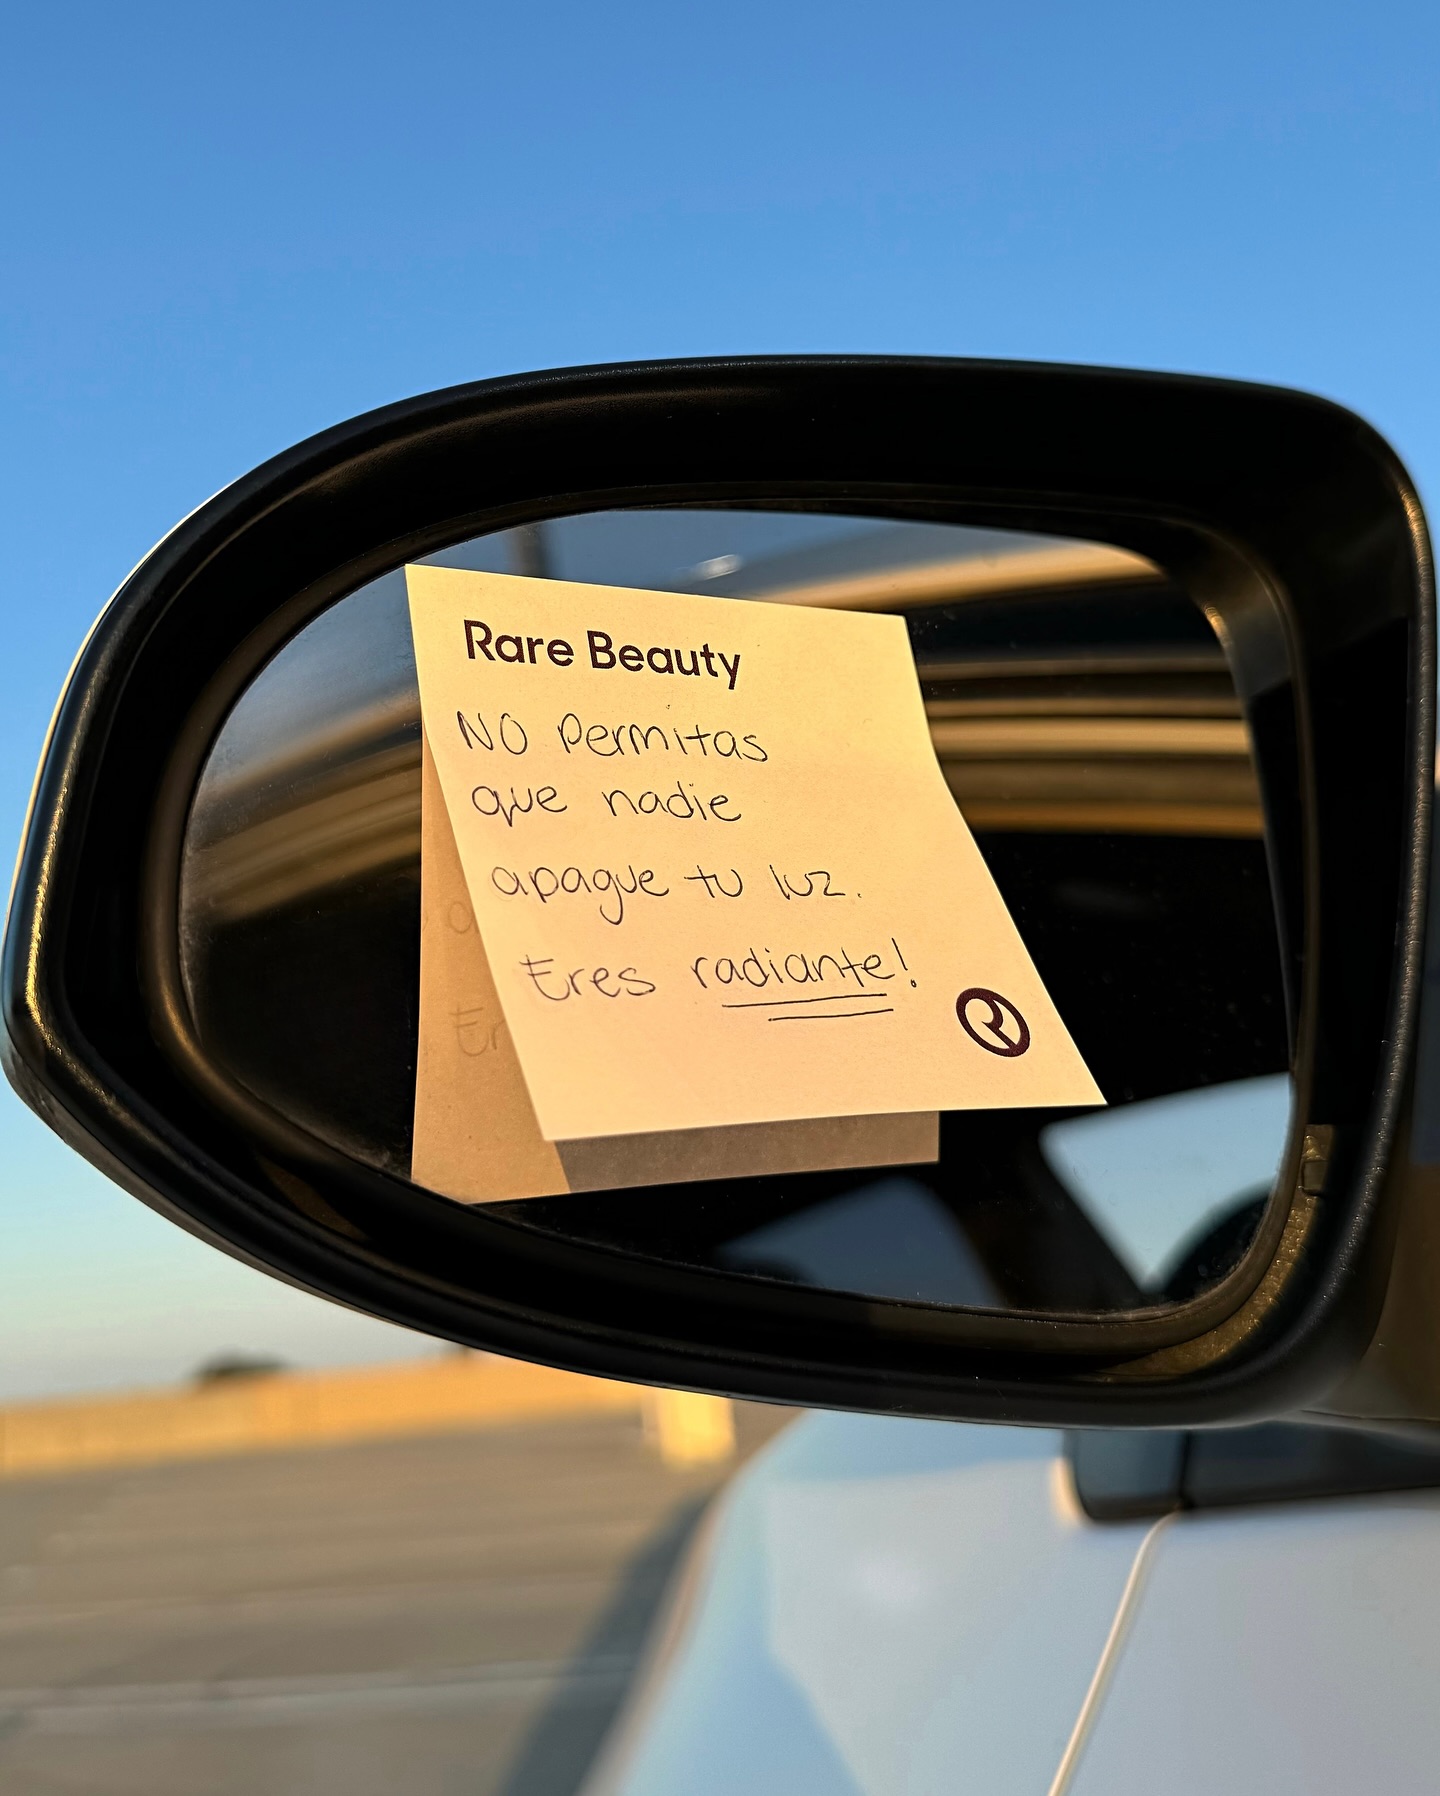 Rare Beauty
NO Permitas
que nadie
apague tu luz.
Eres radiante!